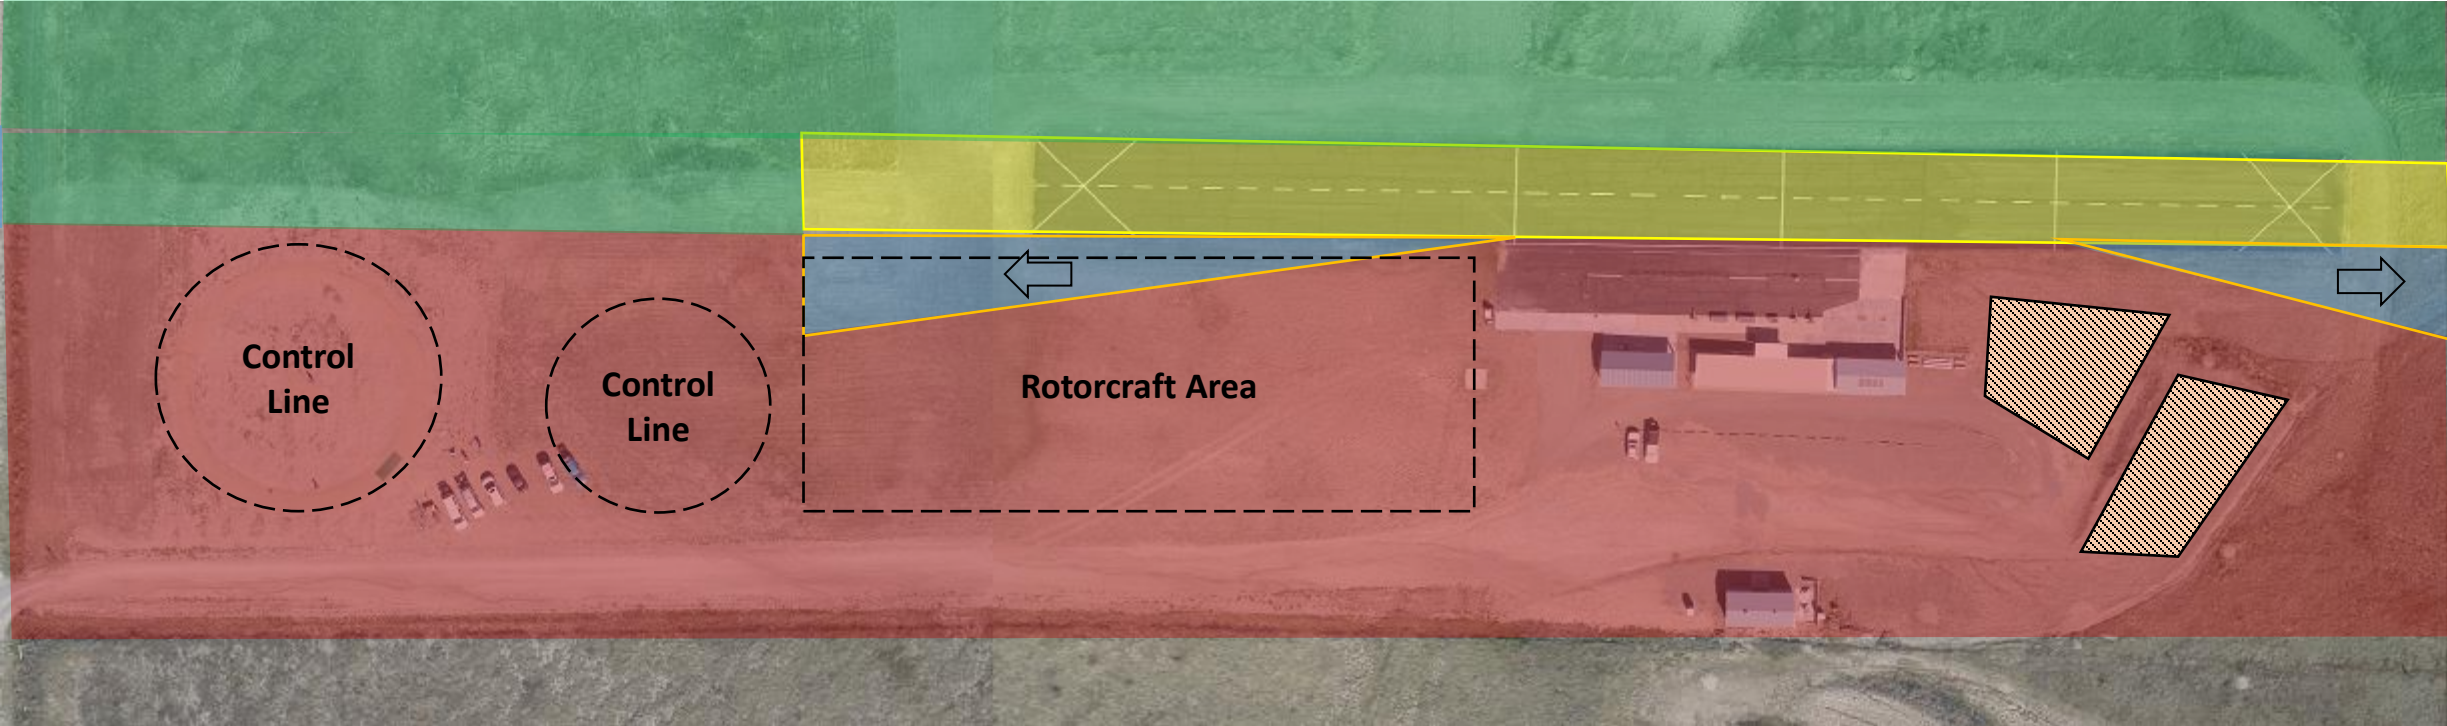 Control
Line
Control
Line
Rotorcraft Area